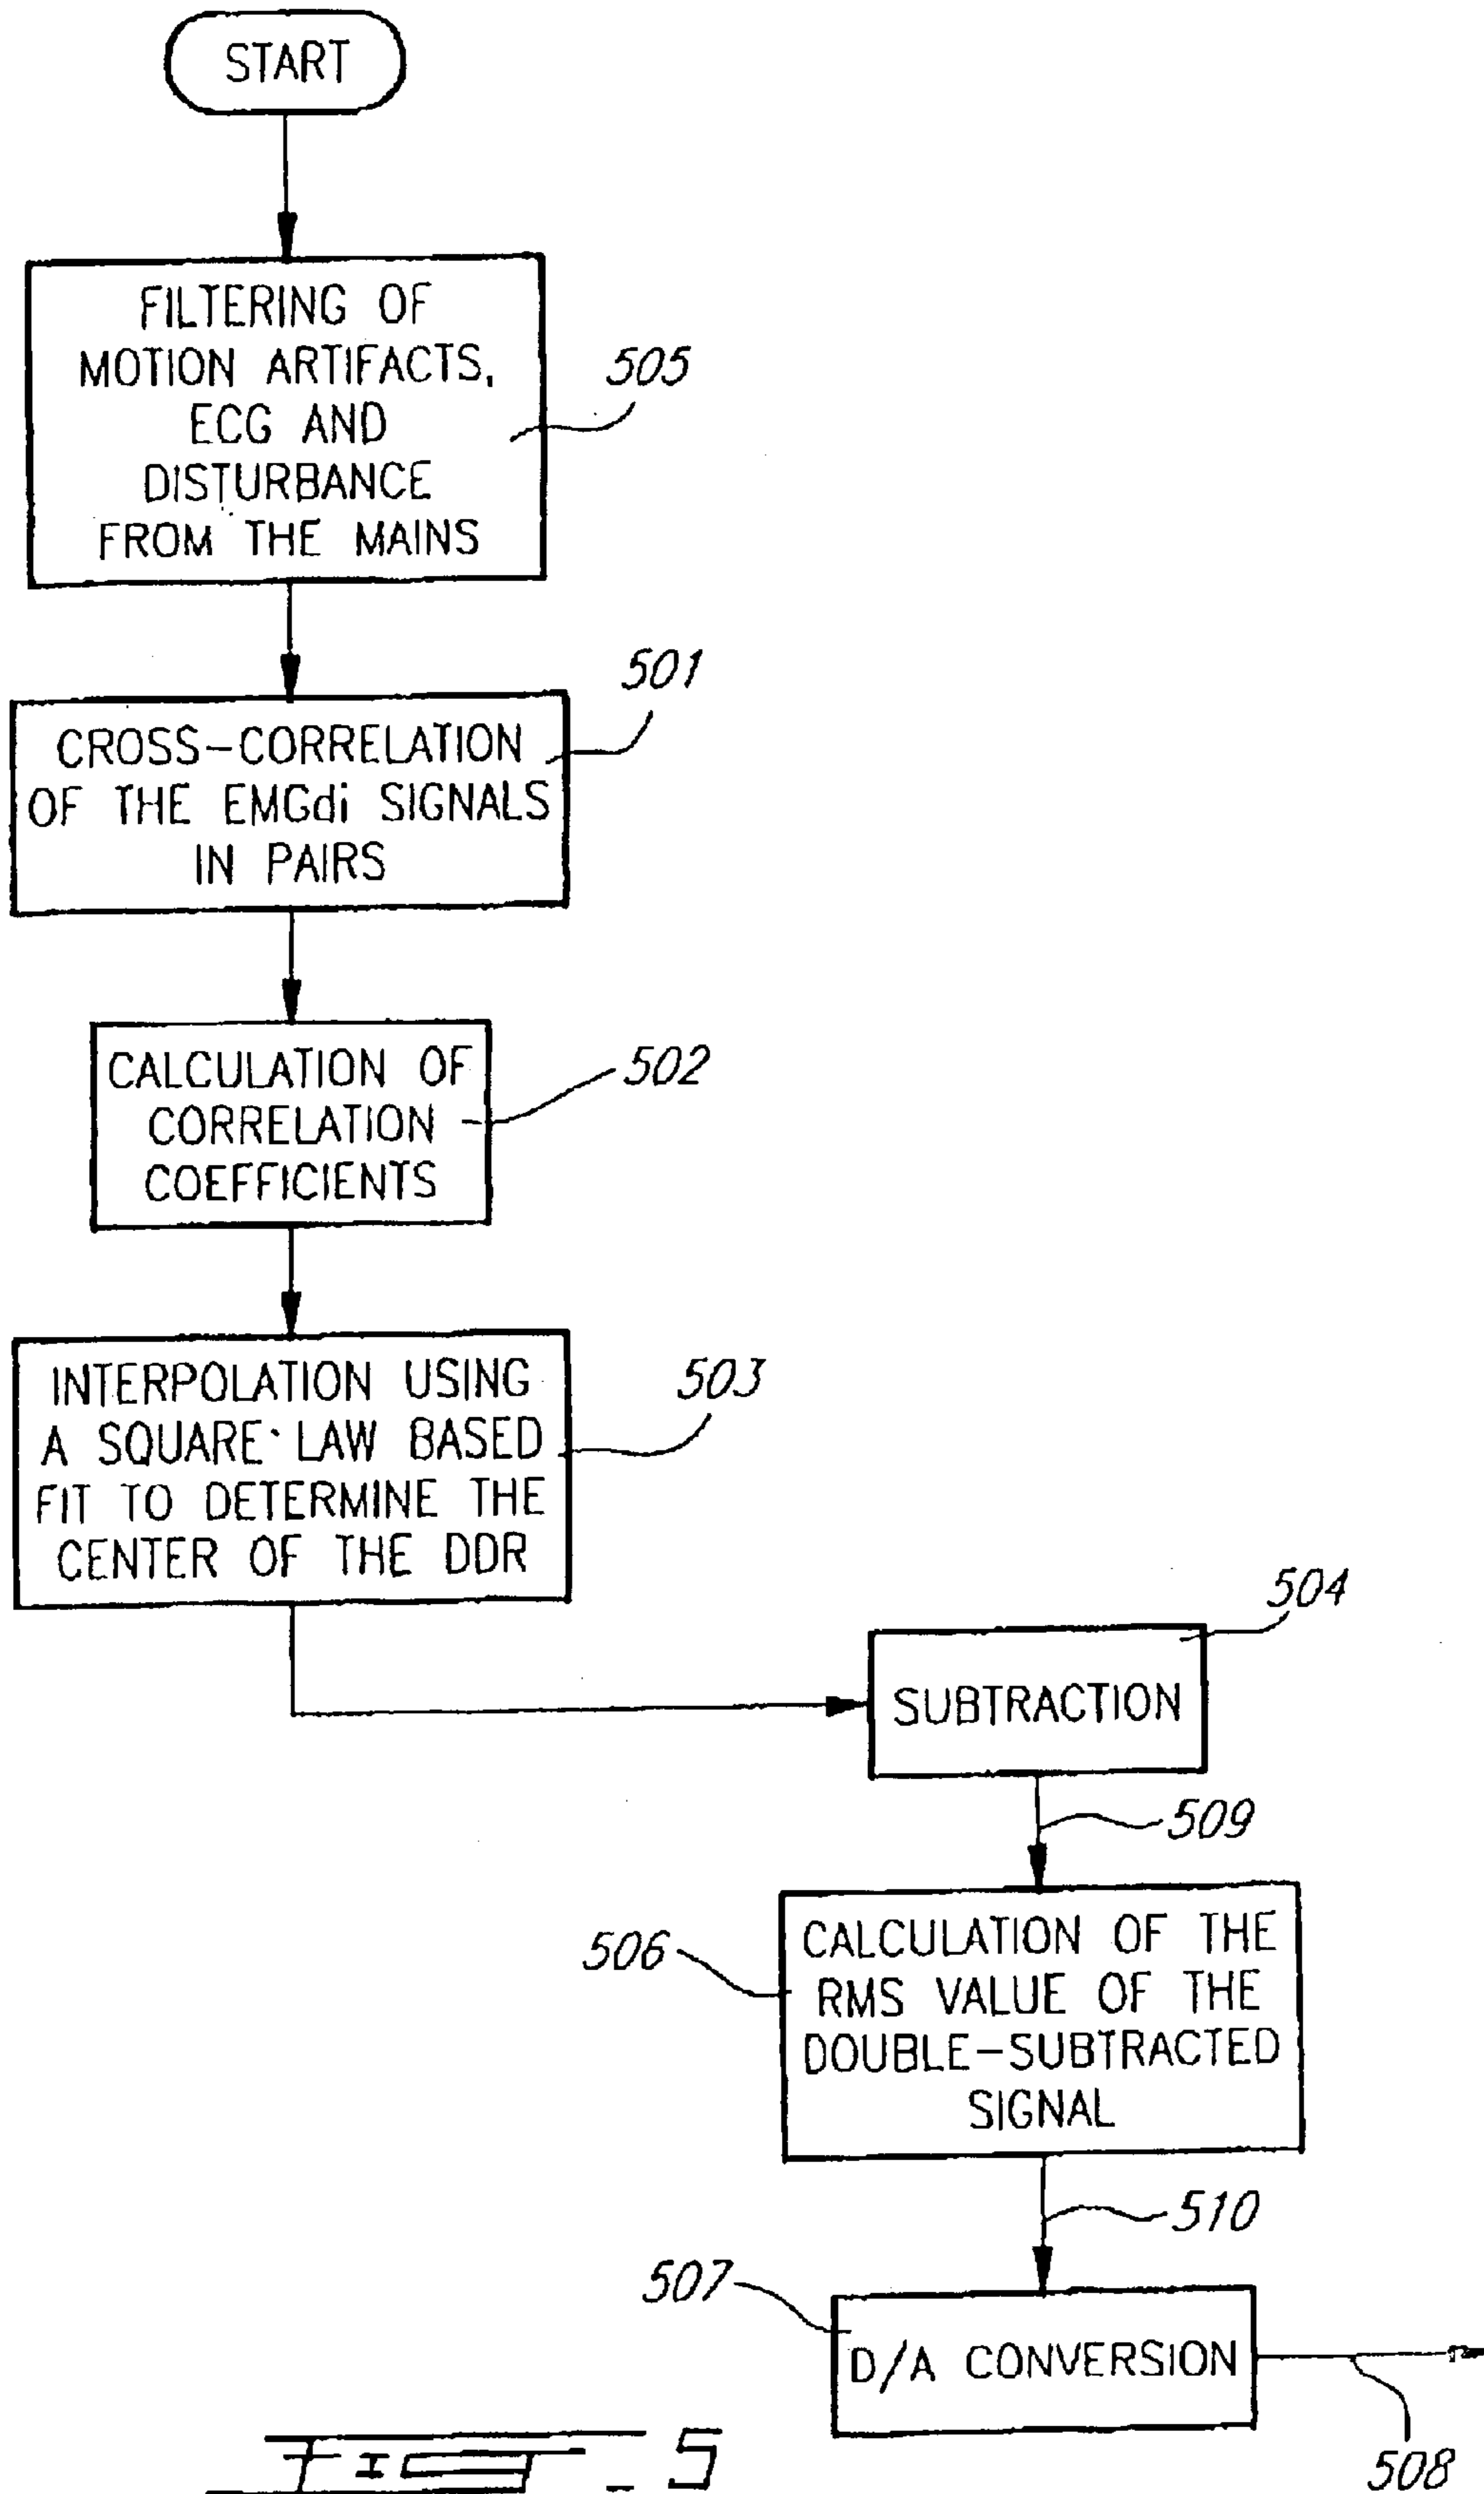 START
FILTERING OF
MOTION ARTIFACTS,
ECG AND
DISTURBANCE
FROM THE MAINS
505
501
CROSS-CORRELATION
OF THE EMGdi SIGNALS
IN PAIRS
CALCULATION OF
CORRELATION
COEFFICIENTS
502
INTERPOLATION USING
A SQUARE LAW BASED
FIT TO DETERMINE THE
CENTER OF THE DDR
503
504
SUBTRACTION
509
506
CALCULATION OF THE
RMS VALUE OF THE
DOUBLE-SUBTRACTED
SIGNAL
510
507
D/A CONVERSION
508
FIG. 5